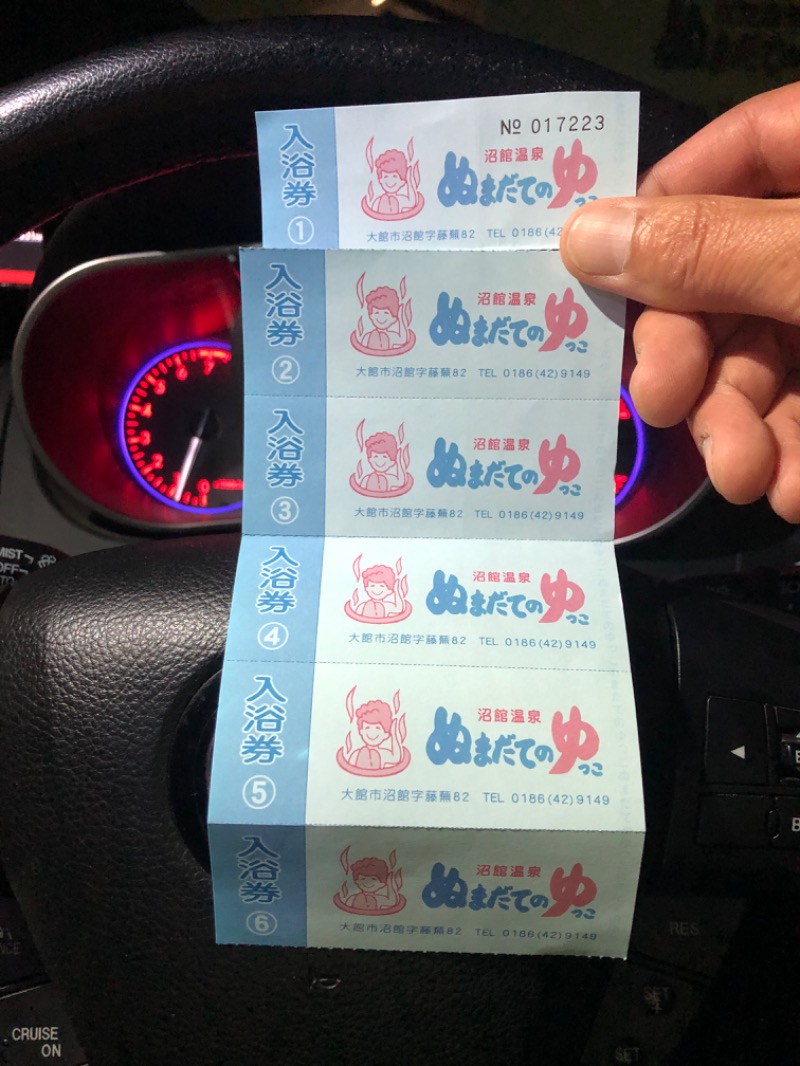 入浴券
①
№ 017223
沼館温泉
ぬまだてのゆっこ
大館市沼館字藤蕪82 TEL 0186(42)
入浴券
②
沼館温泉
ぬまだてのゆっこ
大館市沼館字藤蕪82 TEL 0186(42)9149
入浴券
③
沼館温泉
ぬまだてのゆっこ
大館市沼館字藤蕪82 TEL 0186(42)9149
入浴券
④
沼館温泉
ぬまだてのゆっこ
大館市沼館字藤蕪82 TEL 0186(42)9149
入浴券
⑤
沼館温泉
ぬまだてのゆっこ
大館市沼館字藤蕪82 TEL 0186(42)9149
入浴券
⑥
沼館温泉
ぬまだてのゆっこ
大館市沼館字藤蕪82 TEL 0186(42)9149
MIST
OFF
RES
SET
+
SET
CRUISE
ON